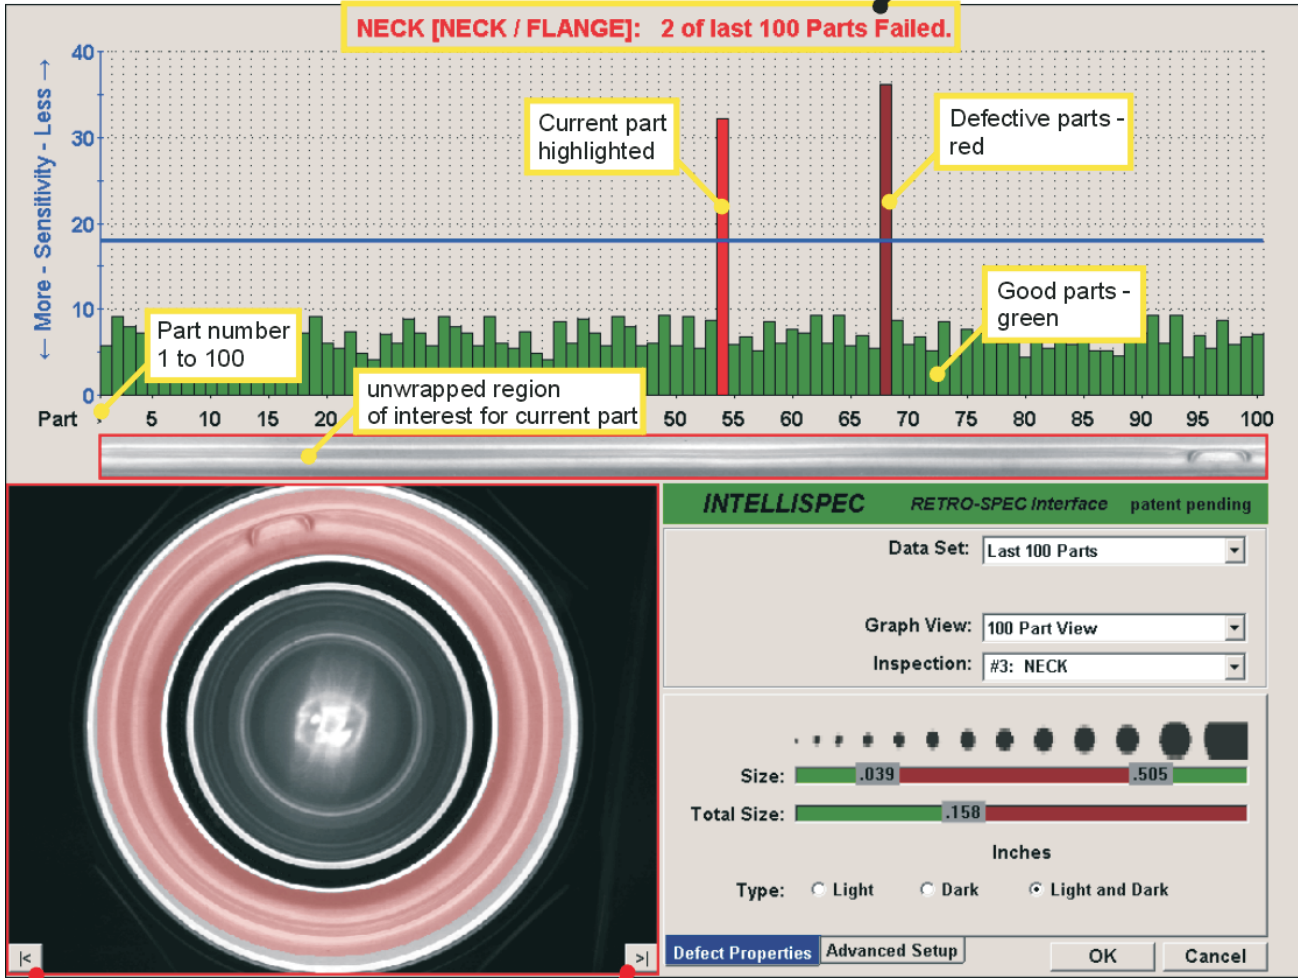 NECK [NECK / FLANGE]: 2 of last 100 Parts Failed.
← More - Sensitivity - Less →
40
30
20
10
0
Current part
highlighted
Defective parts -
red
Good parts -
green
Part number
1 to 100
unwrapped region
of interest for current part
Part 5 10 15 20 50 55 60 65 70 75 80 85 90 95 100
INTELLISPEC RETRO-SPEC Interface patent pending
Data Set: Last 100 Parts
Graph View: 100 Part View
Inspection: #3: NECK
Size: .039 .505
Total Size: .158
Inches
Type: Light Dark Light and Dark
|< >|
Defect Properties Advanced Setup OK Cancel